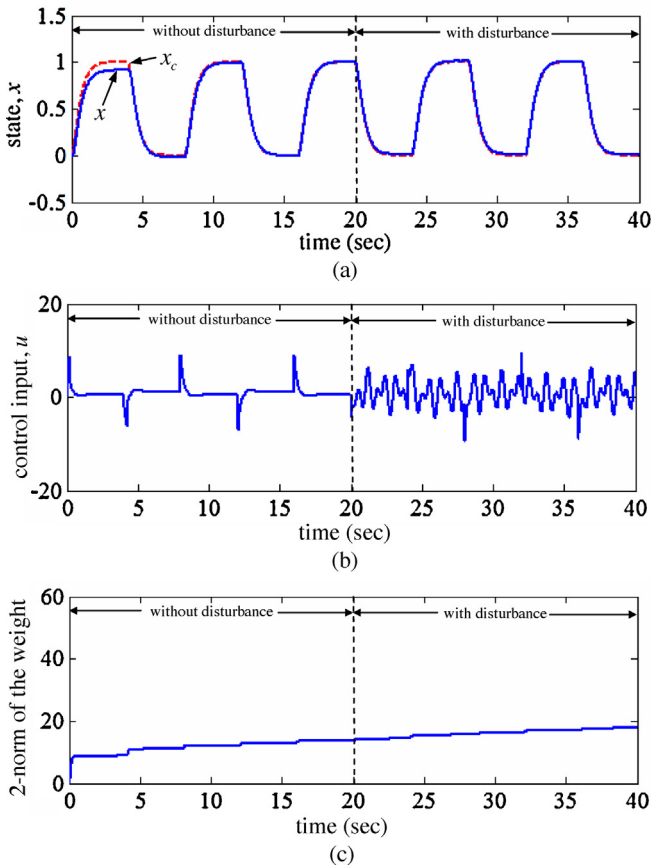 1.5
1
0.5
0
-0.5
state, x
without disturbance
with disturbance
x_c
x
0 5 10 15 20 25 30 35 40
time (sec)
(a)
20
0
-20
control input, u
without disturbance
with disturbance
0 5 10 15 20 25 30 35 40
time (sec)
(b)
60
40
20
0
2-norm of the weight
without disturbance
with disturbance
0 5 10 15 20 25 30 35 40
time (sec)
(c)